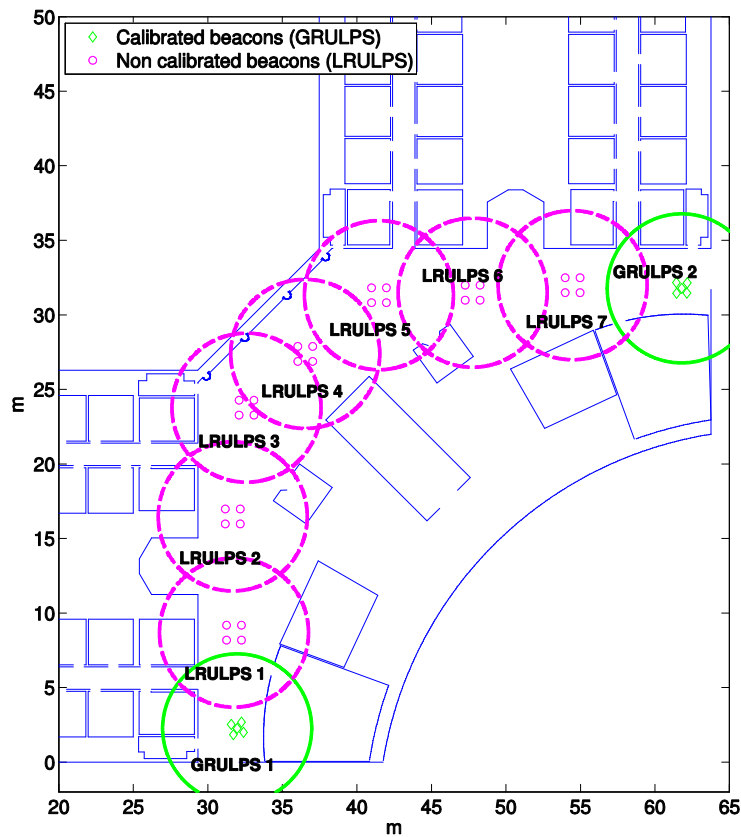 50
Calibrated beacons (GRULPS)
Non calibrated beacons (LRULPS)
45
40
35
LRULPS 6
GRULPS 2
30
LRULPS 5
LRULPS 7
m
25
LRULPS 4
LRULPS 3
20
15
LRULPS 2
10
LRULPS 1
5
0
GRULPS 1
20 25 30 35 40 45 50 55 60 65
m